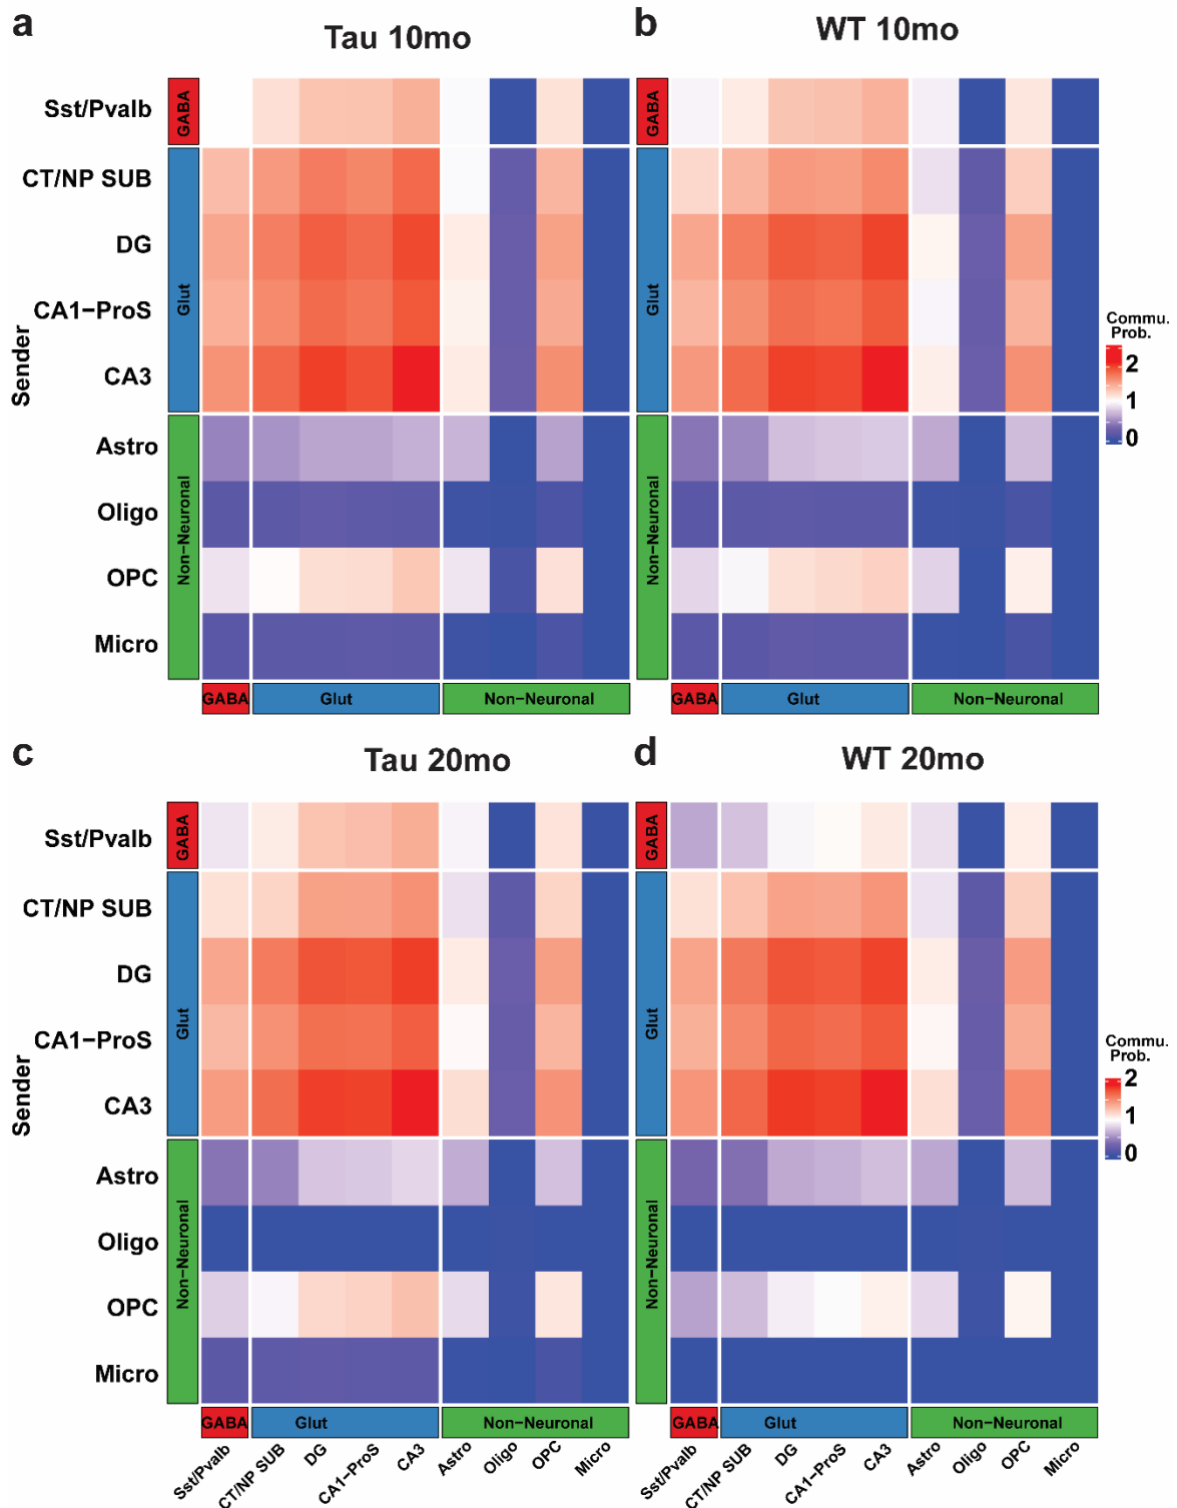 a
Tau 10mo
b
WT 10mo
Sender
Sst/Pvalb
CT/NP SUB
DG
CA1−ProS
CA3
Astro
Oligo
OPC
Micro
GABA
Glut
Non−Neuronal
GABA
Glut
Non−Neuronal
GABA
Glut
Non−Neuronal
GABA
Glut
Non−Neuronal
Commu.
Prob.
2
1
0
c
Tau 20mo
d
WT 20mo
Sender
Sst/Pvalb
CT/NP SUB
DG
CA1−ProS
CA3
Astro
Oligo
OPC
Micro
GABA
Glut
Non−Neuronal
GABA
Glut
Non−Neuronal
Commu.
Prob.
2
1
0
GABA
Glut
Non−Neuronal
GABA
Glut
Non−Neuronal
Sst/Pvalb
CT/NP SUB
DG
CA1−ProS
CA3
Astro
Oligo
OPC
Micro
Sst/Pvalb
CT/NP SUB
DG
CA1−ProS
CA3
Astro
Oligo
OPC
Micro